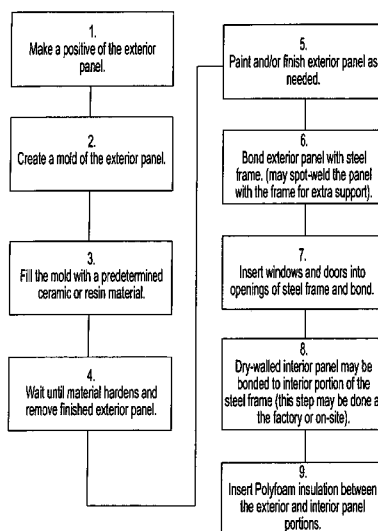 1.
Make a positive of the exterior
panel.
2.
Create a mold of the exterior panel.
3.
Fill the mold with a predetermined
ceramic or resin material.
4.
Wait until material hardens and
remove finished exterior panel.
5.
Paint and/or finish exterior panel as
needed.
6.
Bond exterior panel with steel
frame. (may spot-weld the panel
with the frame for extra support).
7.
Insert windows and doors into
openings of steel frame and bond.
8.
Dry-walled interior panel may be
bonded to interior portion of the
steel frame (this step may be done a
the factory or on-site).
9.
Insert Polyfoam insulation between
the exterior and interior panel
portions.